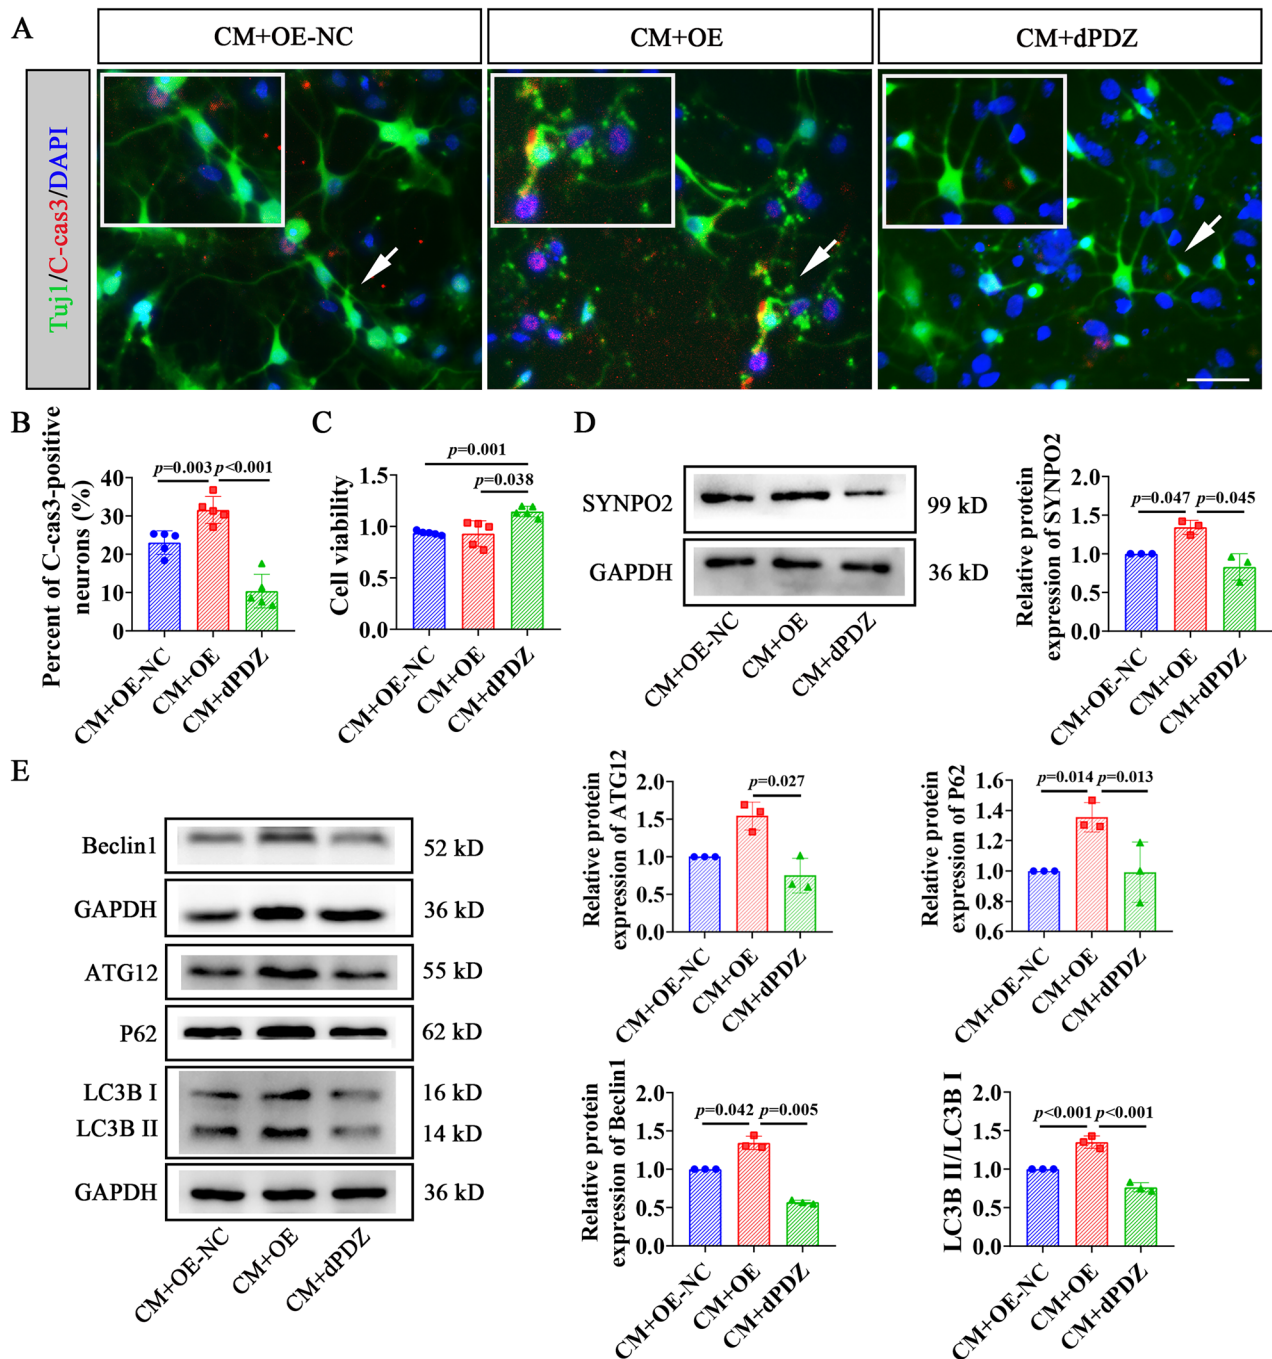 A
CM+OE-NC
CM+OE
CM+dPDZ
Tuj1/C-cas3/DAPI
B
Percent of C-cas3-positive
neurons (%)
40
30
20
10
0
p=0.003
p<0.001
CM+OE-NC
CM+OE
CM+dPDZ
C
Cell viability
1.5
1.0
0.5
0.0
p=0.001
p=0.038
CM+OE-NC
CM+OE
CM+dPDZ
D
SYNPO2
99 kD
GAPDH
36 kD
CM+OE-NC
CM+OE
CM+dPDZ
Relative protein
expression of SYNPO2
2.0
1.5
1.0
0.5
0.0
p=0.047
p=0.045
CM+OE-NC
CM+OE
CM+dPDZ
E
Beclin1
52 kD
GAPDH
36 kD
ATG12
55 kD
P62
62 kD
LC3B I
16 kD
LC3B II
14 kD
GAPDH
36 kD
CM+OE-NC
CM+OE
CM+dPDZ
Relative protein
expression of ATG12
2.0
1.5
1.0
0.5
0.0
p=0.027
CM+OE-NC
CM+OE
CM+dPDZ
Relative protein
expression of P62
1.6
1.4
1.2
1.0
0.8
0.6
p=0.014
p=0.013
CM+OE-NC
CM+OE
CM+dPDZ
Relative protein
expression of Beclin1
2.0
1.5
1.0
0.5
0.0
p=0.042
p=0.005
CM+OE-NC
CM+OE
CM+dPDZ
LC3B II/LC3B I
2.0
1.5
1.0
0.5
0.0
p<0.001
p<0.001
CM+OE-NC
CM+OE
CM+dPDZ